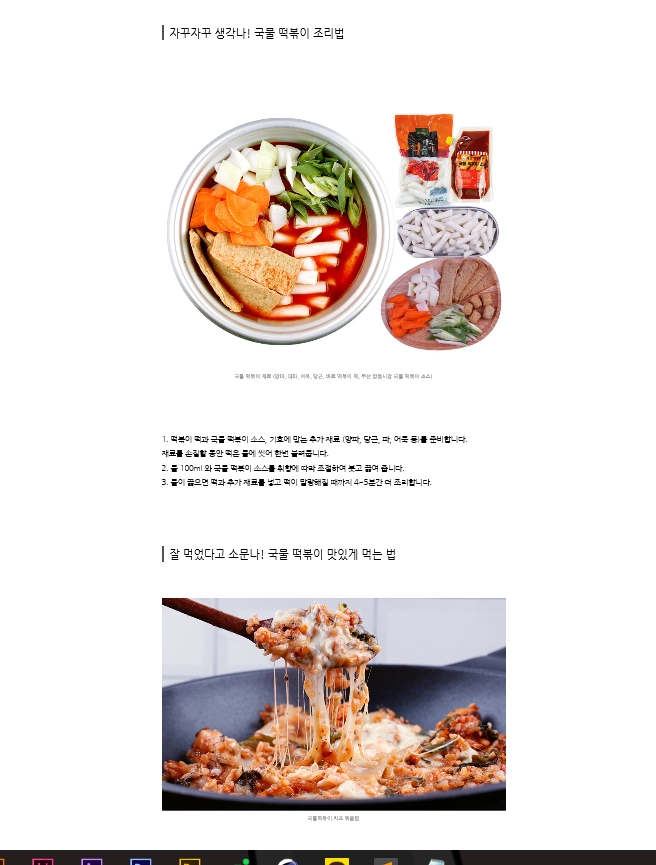 자꾸자꾸 생각나! 국물 떡볶이 조리법
국물 떡볶이 재료 (양파, 대파, 어묵, 당근, 바로 떡볶이 떡, 부산 깡통시장 국물 떡볶이 소스)
1. 떡볶이 떡과 국물 떡볶이 소스, 기호에 맞는 추가 재료 (양파, 당근, 파, 어묵 등)를 준비합니다.
재료를 손질할 동안 떡은 물에 씻어 한번 불려줍니다.
2. 물 100ml 와 국물 떡볶이 소스를 취향에 따라 조절하여 붓고 끓여 줍니다.
3. 물이 끓으면 떡과 추가 재료를 넣고 떡이 말랑해질 때까지 4~5분간 더 조리합니다.
잘 먹었다고 소문나! 국물 떡볶이 맛있게 먹는 법
국물떡볶이 치즈 볶음밥